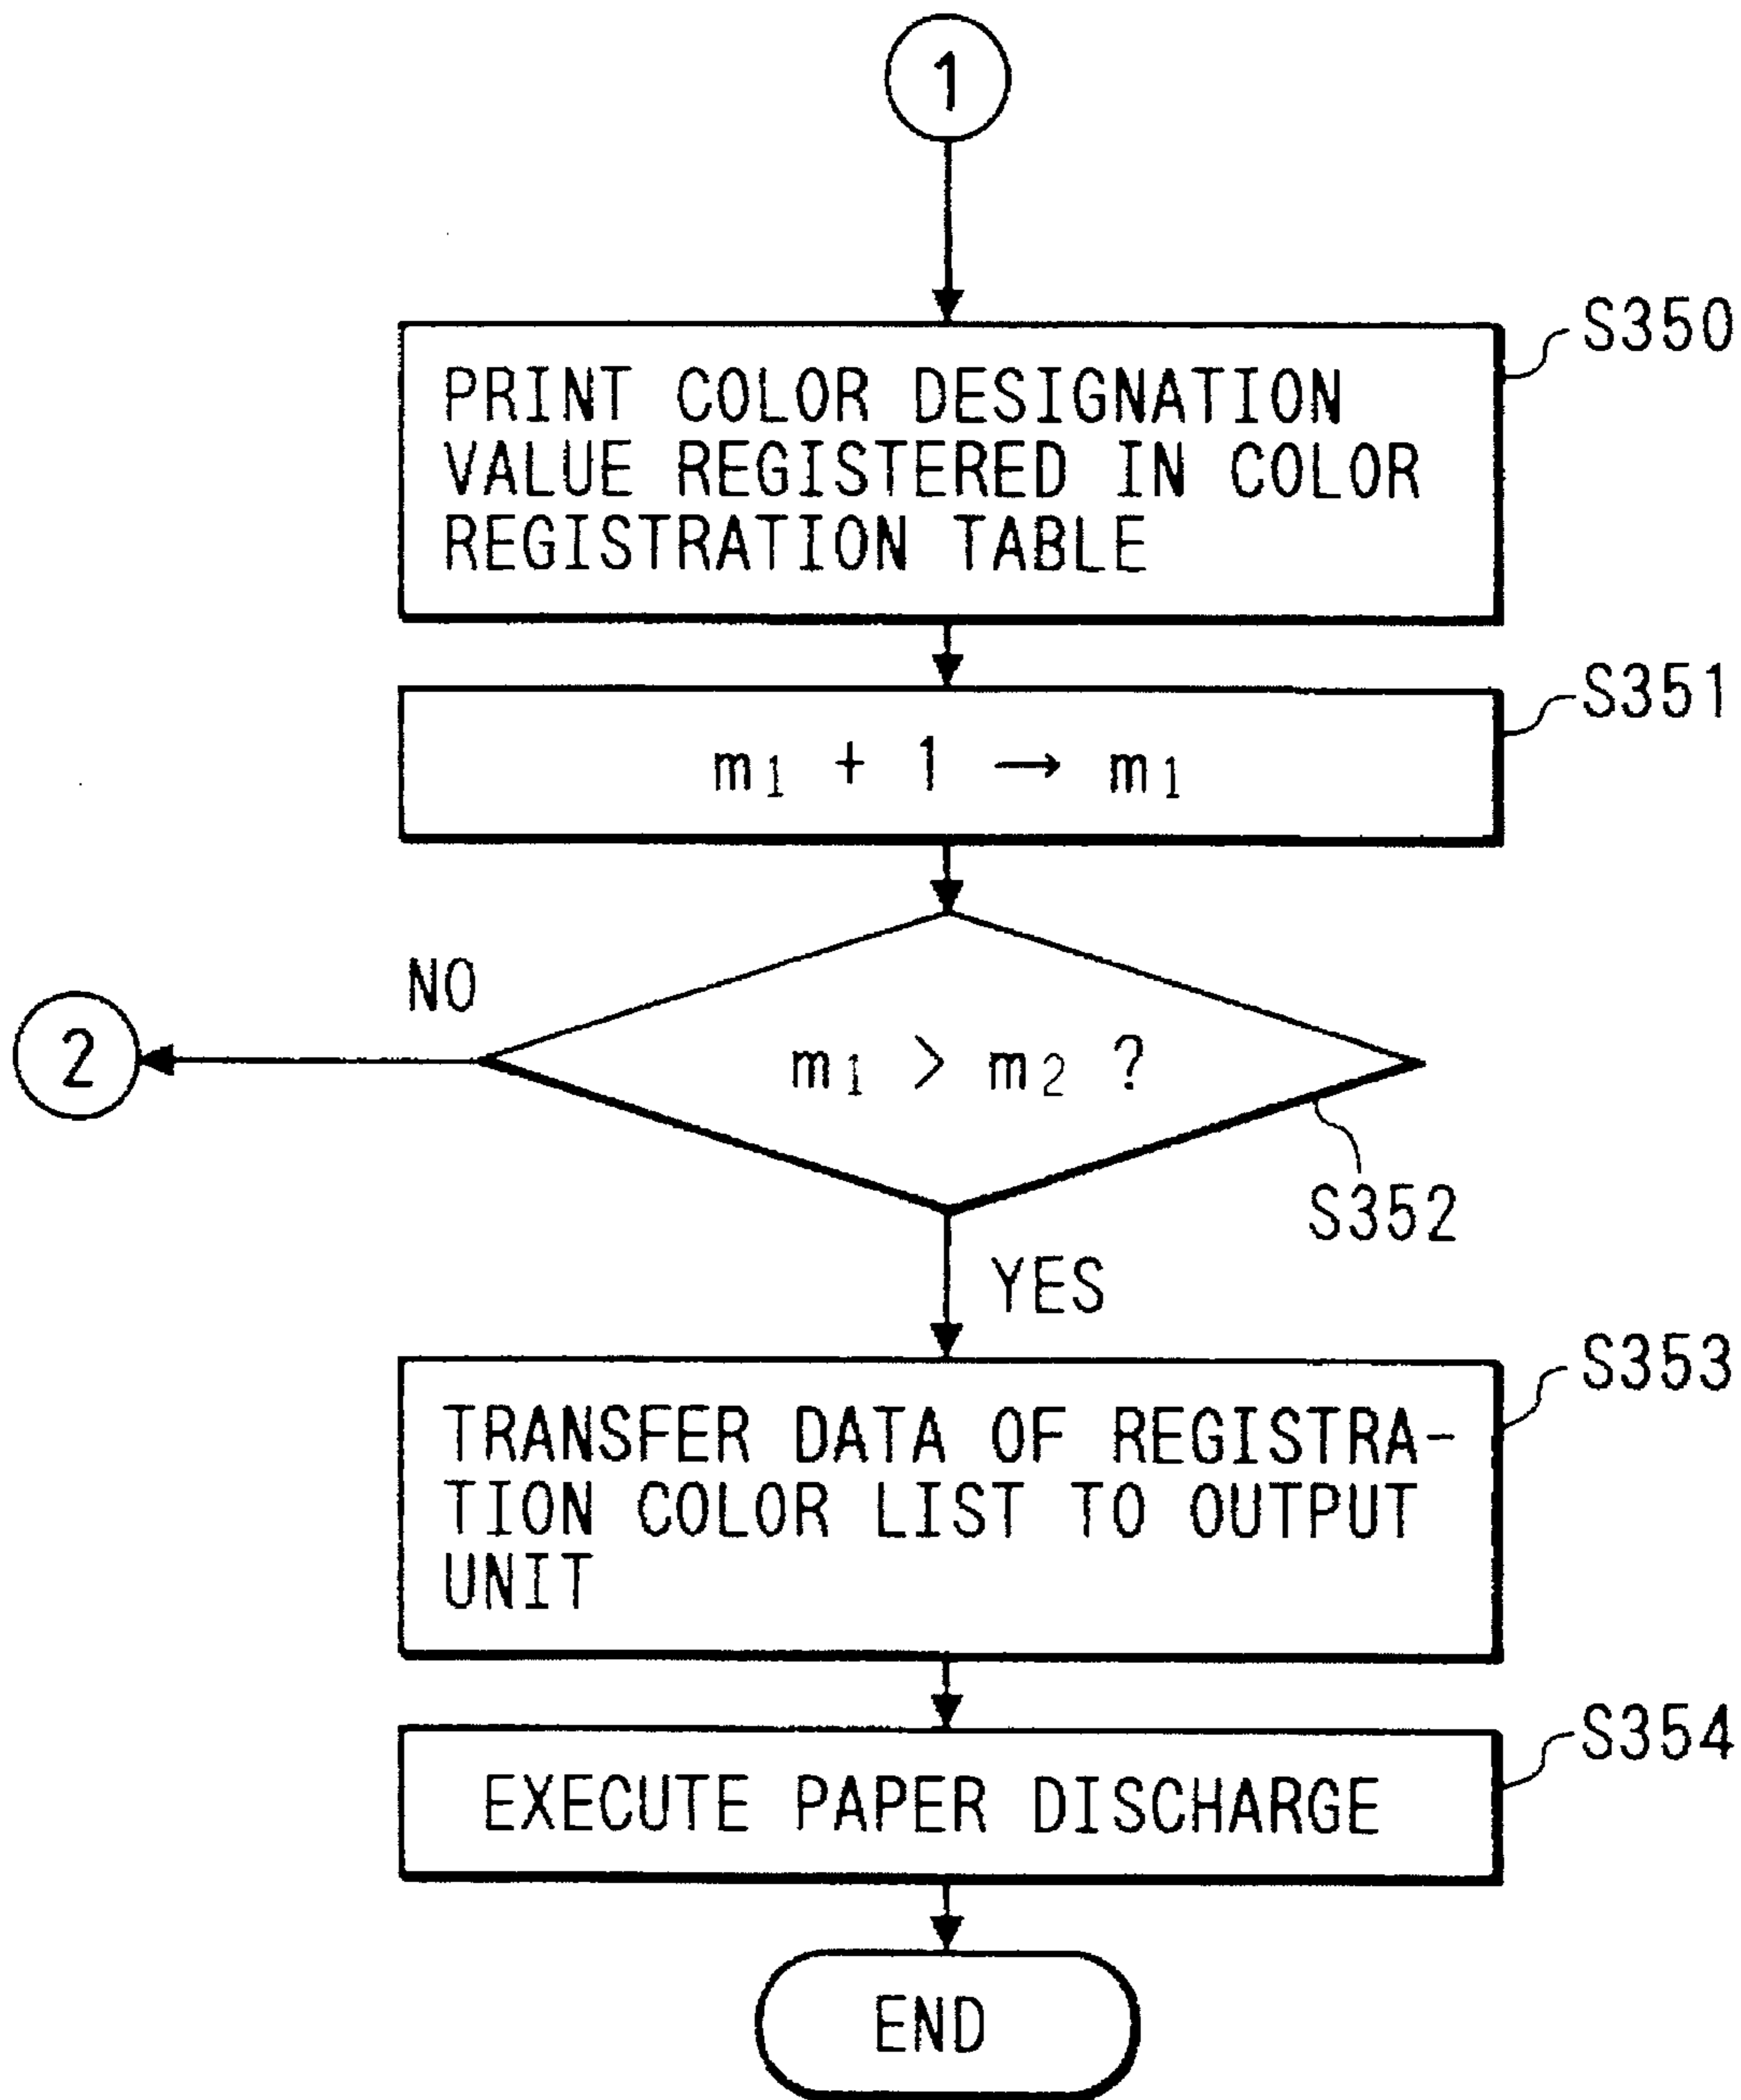 1
S350
PRINT COLOR DESIGNATION
VALUE REGISTERED IN COLOR
REGISTRATION TABLE
S351
m1 + 1 → m1
NO
2
m1 > m2 ?
S352
YES
S353
TRANSFER DATA OF REGISTRA-
TION COLOR LIST TO OUTPUT
UNIT
S354
EXECUTE PAPER DISCHARGE
END